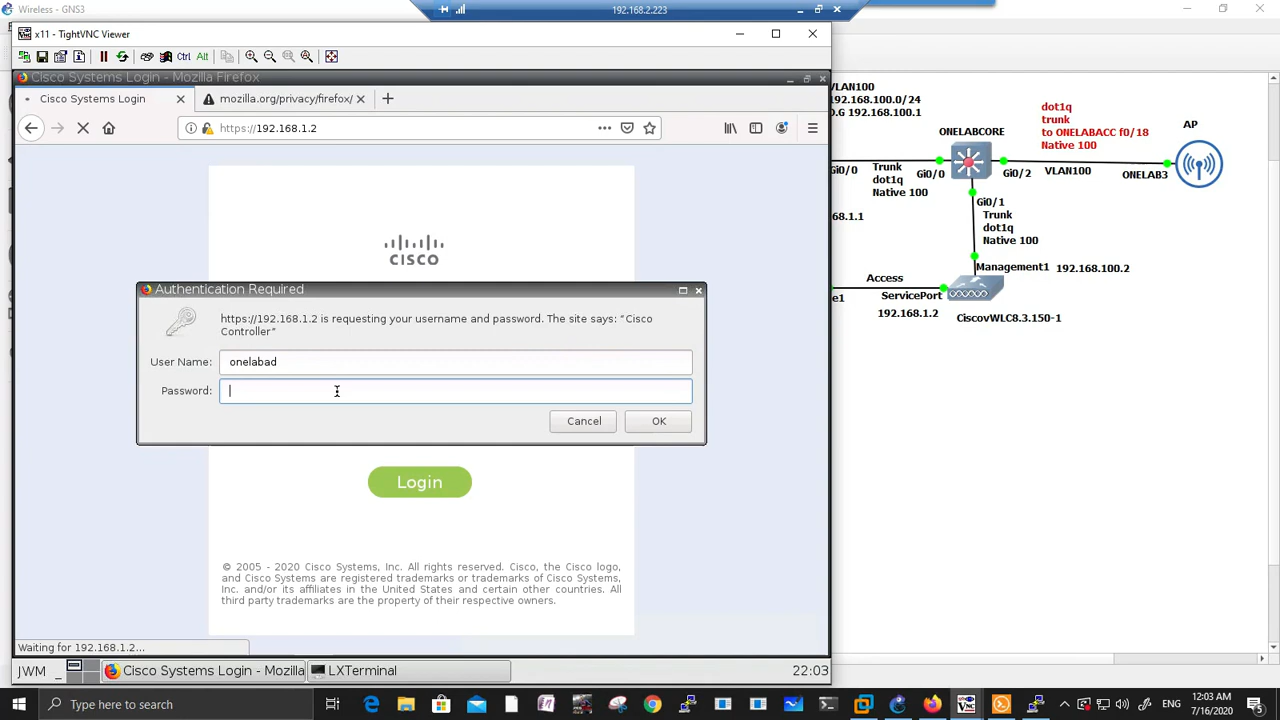 Wireless - GNS3
192.168.2.223
x11 - TightVNC Viewer
Ctrl
Alt
Cisco Systems Login - Mozilla Firefox
Cisco Systems Login
mozilla.org/privacy/firefox/
https://192.168.1.2
CISCO
Authentication Required
https://192.168.1.2 is requesting your username and password. The site says: “Cisco
Controller”
User Name:
onelabad
Password:
Cancel
OK
Login
© 2005 - 2020 Cisco Systems, Inc. All rights reserved. Cisco, the Cisco logo,
and Cisco Systems are registered trademarks or trademarks of Cisco Systems,
Inc. and/or its affiliates in the United States and certain other countries. All
third party trademarks are the property of their respective owners.
Waiting for 192.168.1.2...
JWM
Cisco Systems Login - Mozilla
LXTerminal
22:03
VLAN100
192.168.100.0/24
D.G 192.168.100.1
dot1q
trunk
to ONELABACC f0/18
Native 100
AP
ONELABCORE
Gi0/0
Trunk
dot1q
Native 100
Gi0/0
Gi0/2
VLAN100
ONELAB3
Gi0/1
Trunk
dot1q
Native 100
68.1.1
Management1
192.168.100.2
Access
e1
ServicePort
192.168.1.2
CiscovWLC8.3.150-1
Type here to search
ENG
12:03 AM
7/16/2020